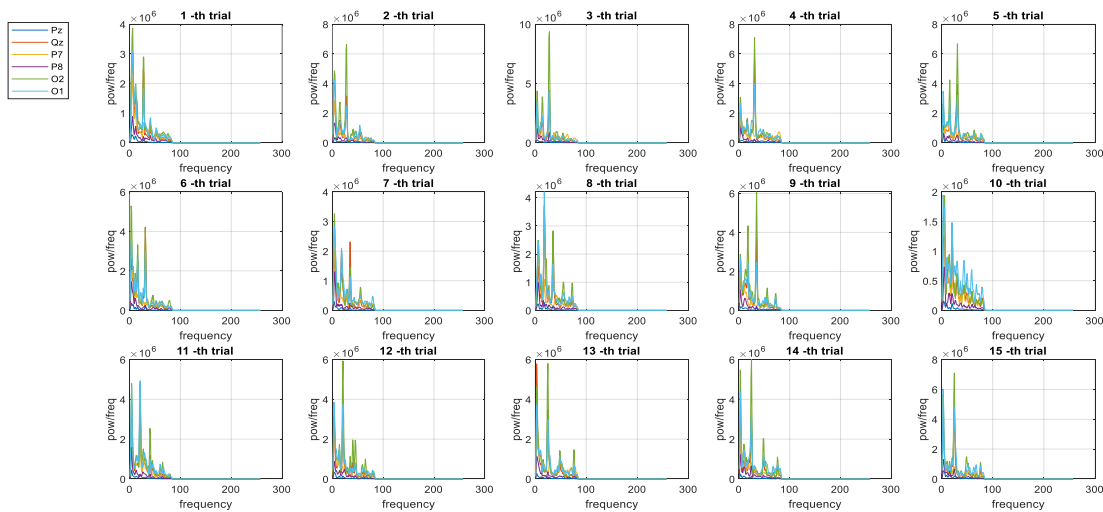 1 -th trial
2 -th trial
3 -th trial
4 -th trial
5 -th trial
Pz
Qz
P7
P8
O2
O1
×10^6
4
3
2
1
0
pow/freq
0
100
200
300
frequency
×10^6
8
6
4
2
0
pow/freq
0
100
200
300
frequency
×10^6
10
8
6
4
2
0
pow/freq
0
100
200
300
frequency
×10^6
8
6
4
2
0
pow/freq
0
100
200
300
frequency
×10^6
8
6
4
2
0
pow/freq
0
100
200
300
frequency
6 -th trial
7 -th trial
8 -th trial
9 -th trial
10 -th trial
×10^6
6
4
2
0
pow/freq
0
100
200
300
frequency
×10^6
4
3
2
1
0
pow/freq
0
100
200
300
frequency
×10^6
4
3
2
1
0
pow/freq
0
100
200
300
frequency
×10^6
6
4
2
0
pow/freq
0
100
200
300
frequency
×10^6
2
1.5
1
0.5
0
pow/freq
0
100
200
300
frequency
11 -th trial
12 -th trial
13 -th trial
14 -th trial
15 -th trial
×10^6
6
4
2
0
pow/freq
0
100
200
300
frequency
×10^6
6
4
2
0
pow/freq
0
100
200
300
frequency
×10^6
6
4
2
0
pow/freq
0
100
200
300
frequency
×10^6
6
4
2
0
pow/freq
0
100
200
300
frequency
×10^6
8
6
4
2
0
pow/freq
0
100
200
300
frequency